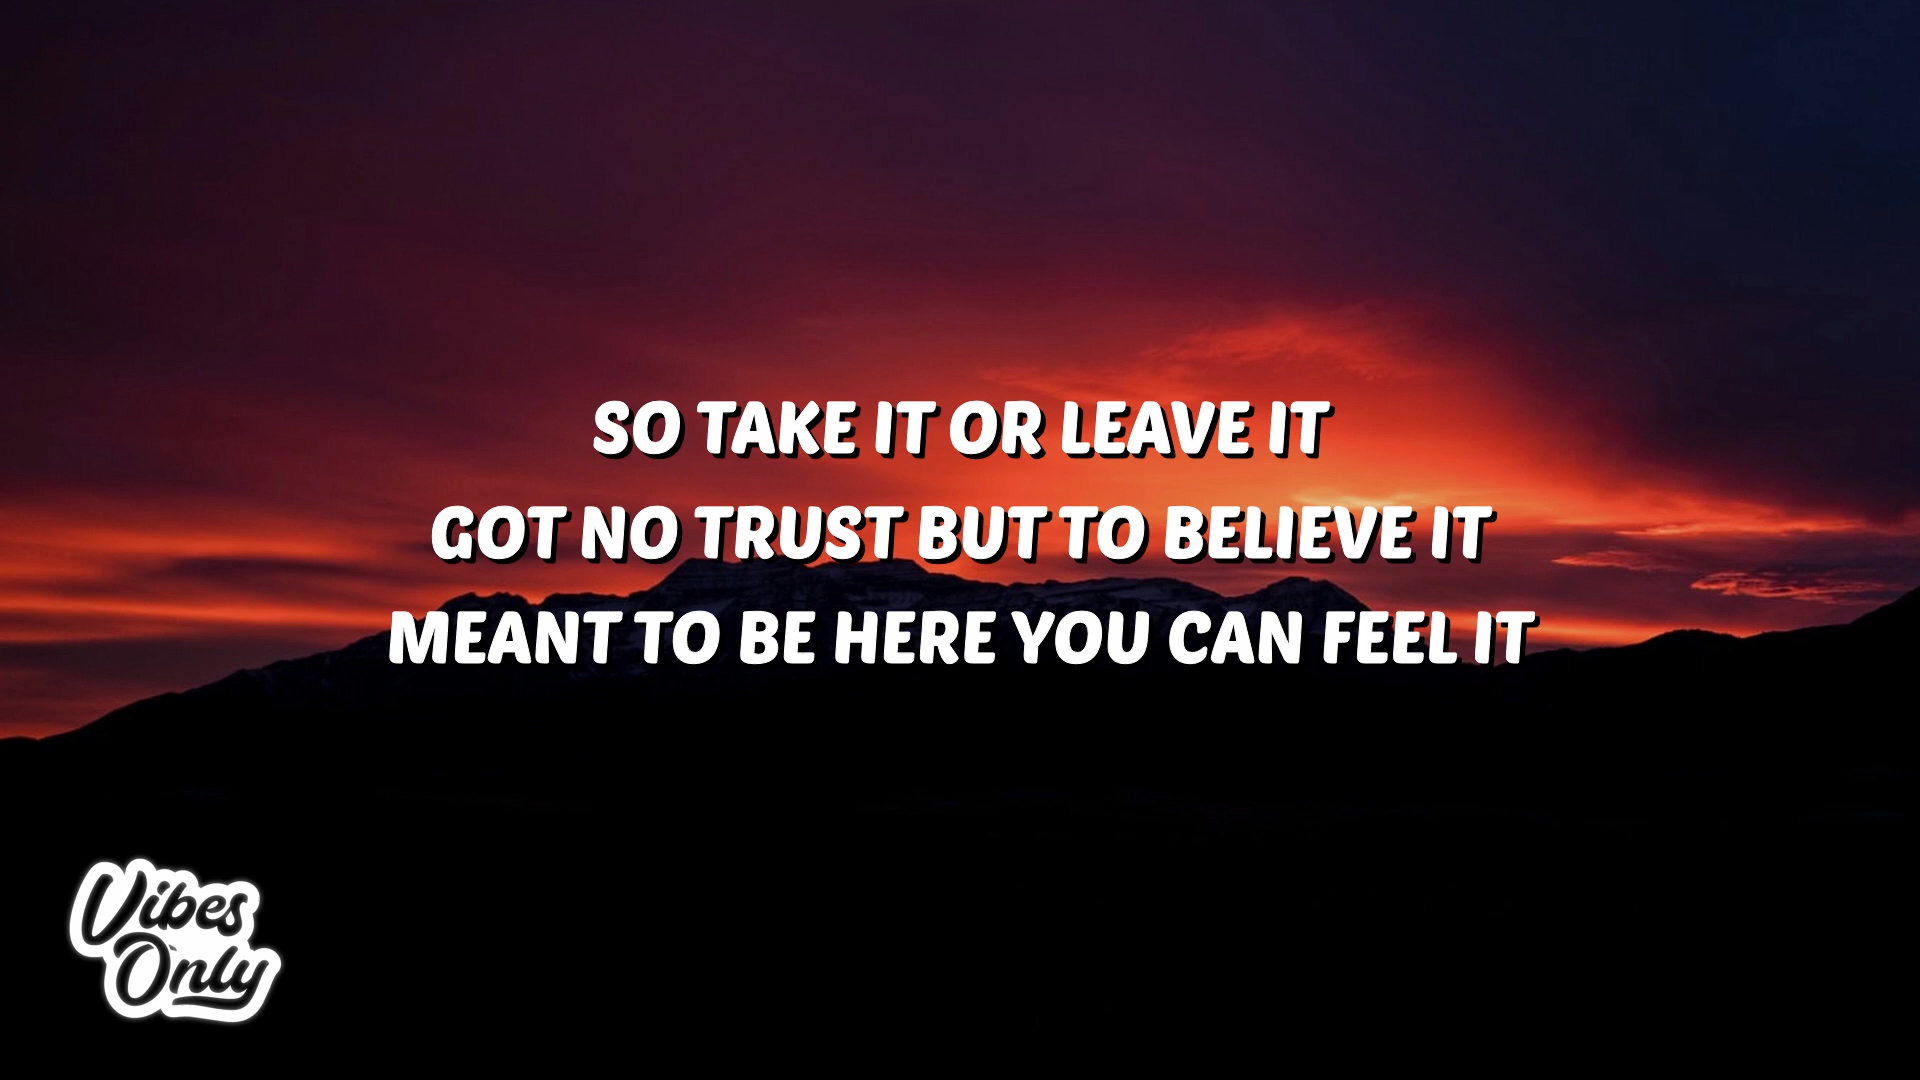 SO TAKE IT OR LEAVE IT
GOT NO TRUST BUT TO BELIEVE IT
MEANT TO BE HERE YOU CAN FEEL IT
Vibes
Only